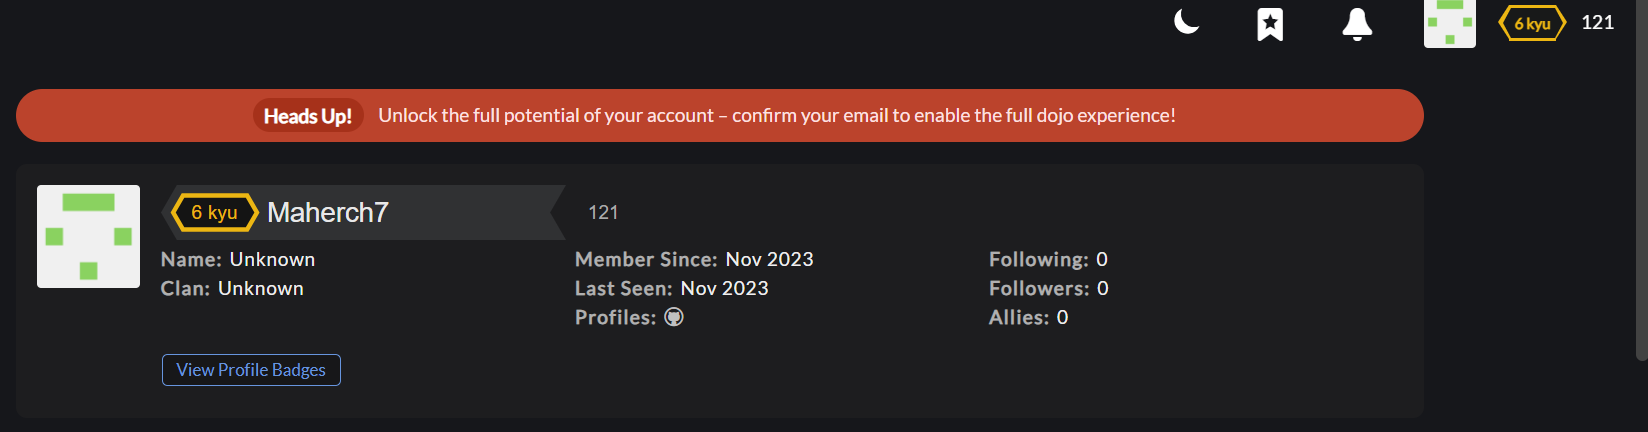 6 kyu 121
Heads Up! Unlock the full potential of your account – confirm your email to enable the full dojo experience!
6 kyu Maherch7 121
Name: Unknown Member Since: Nov 2023 Following: 0
Clan: Unknown Last Seen: Nov 2023 Followers: 0
Profiles: Allies: 0
View Profile Badges